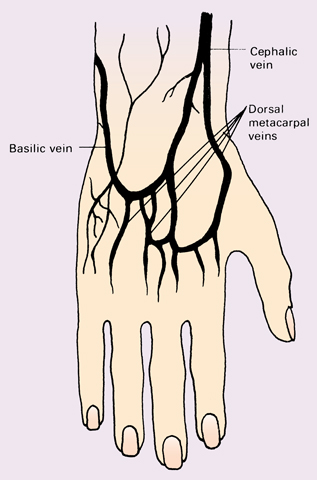 Cephalic
vein
Dorsal
metacarpal
veins
Basilic vein